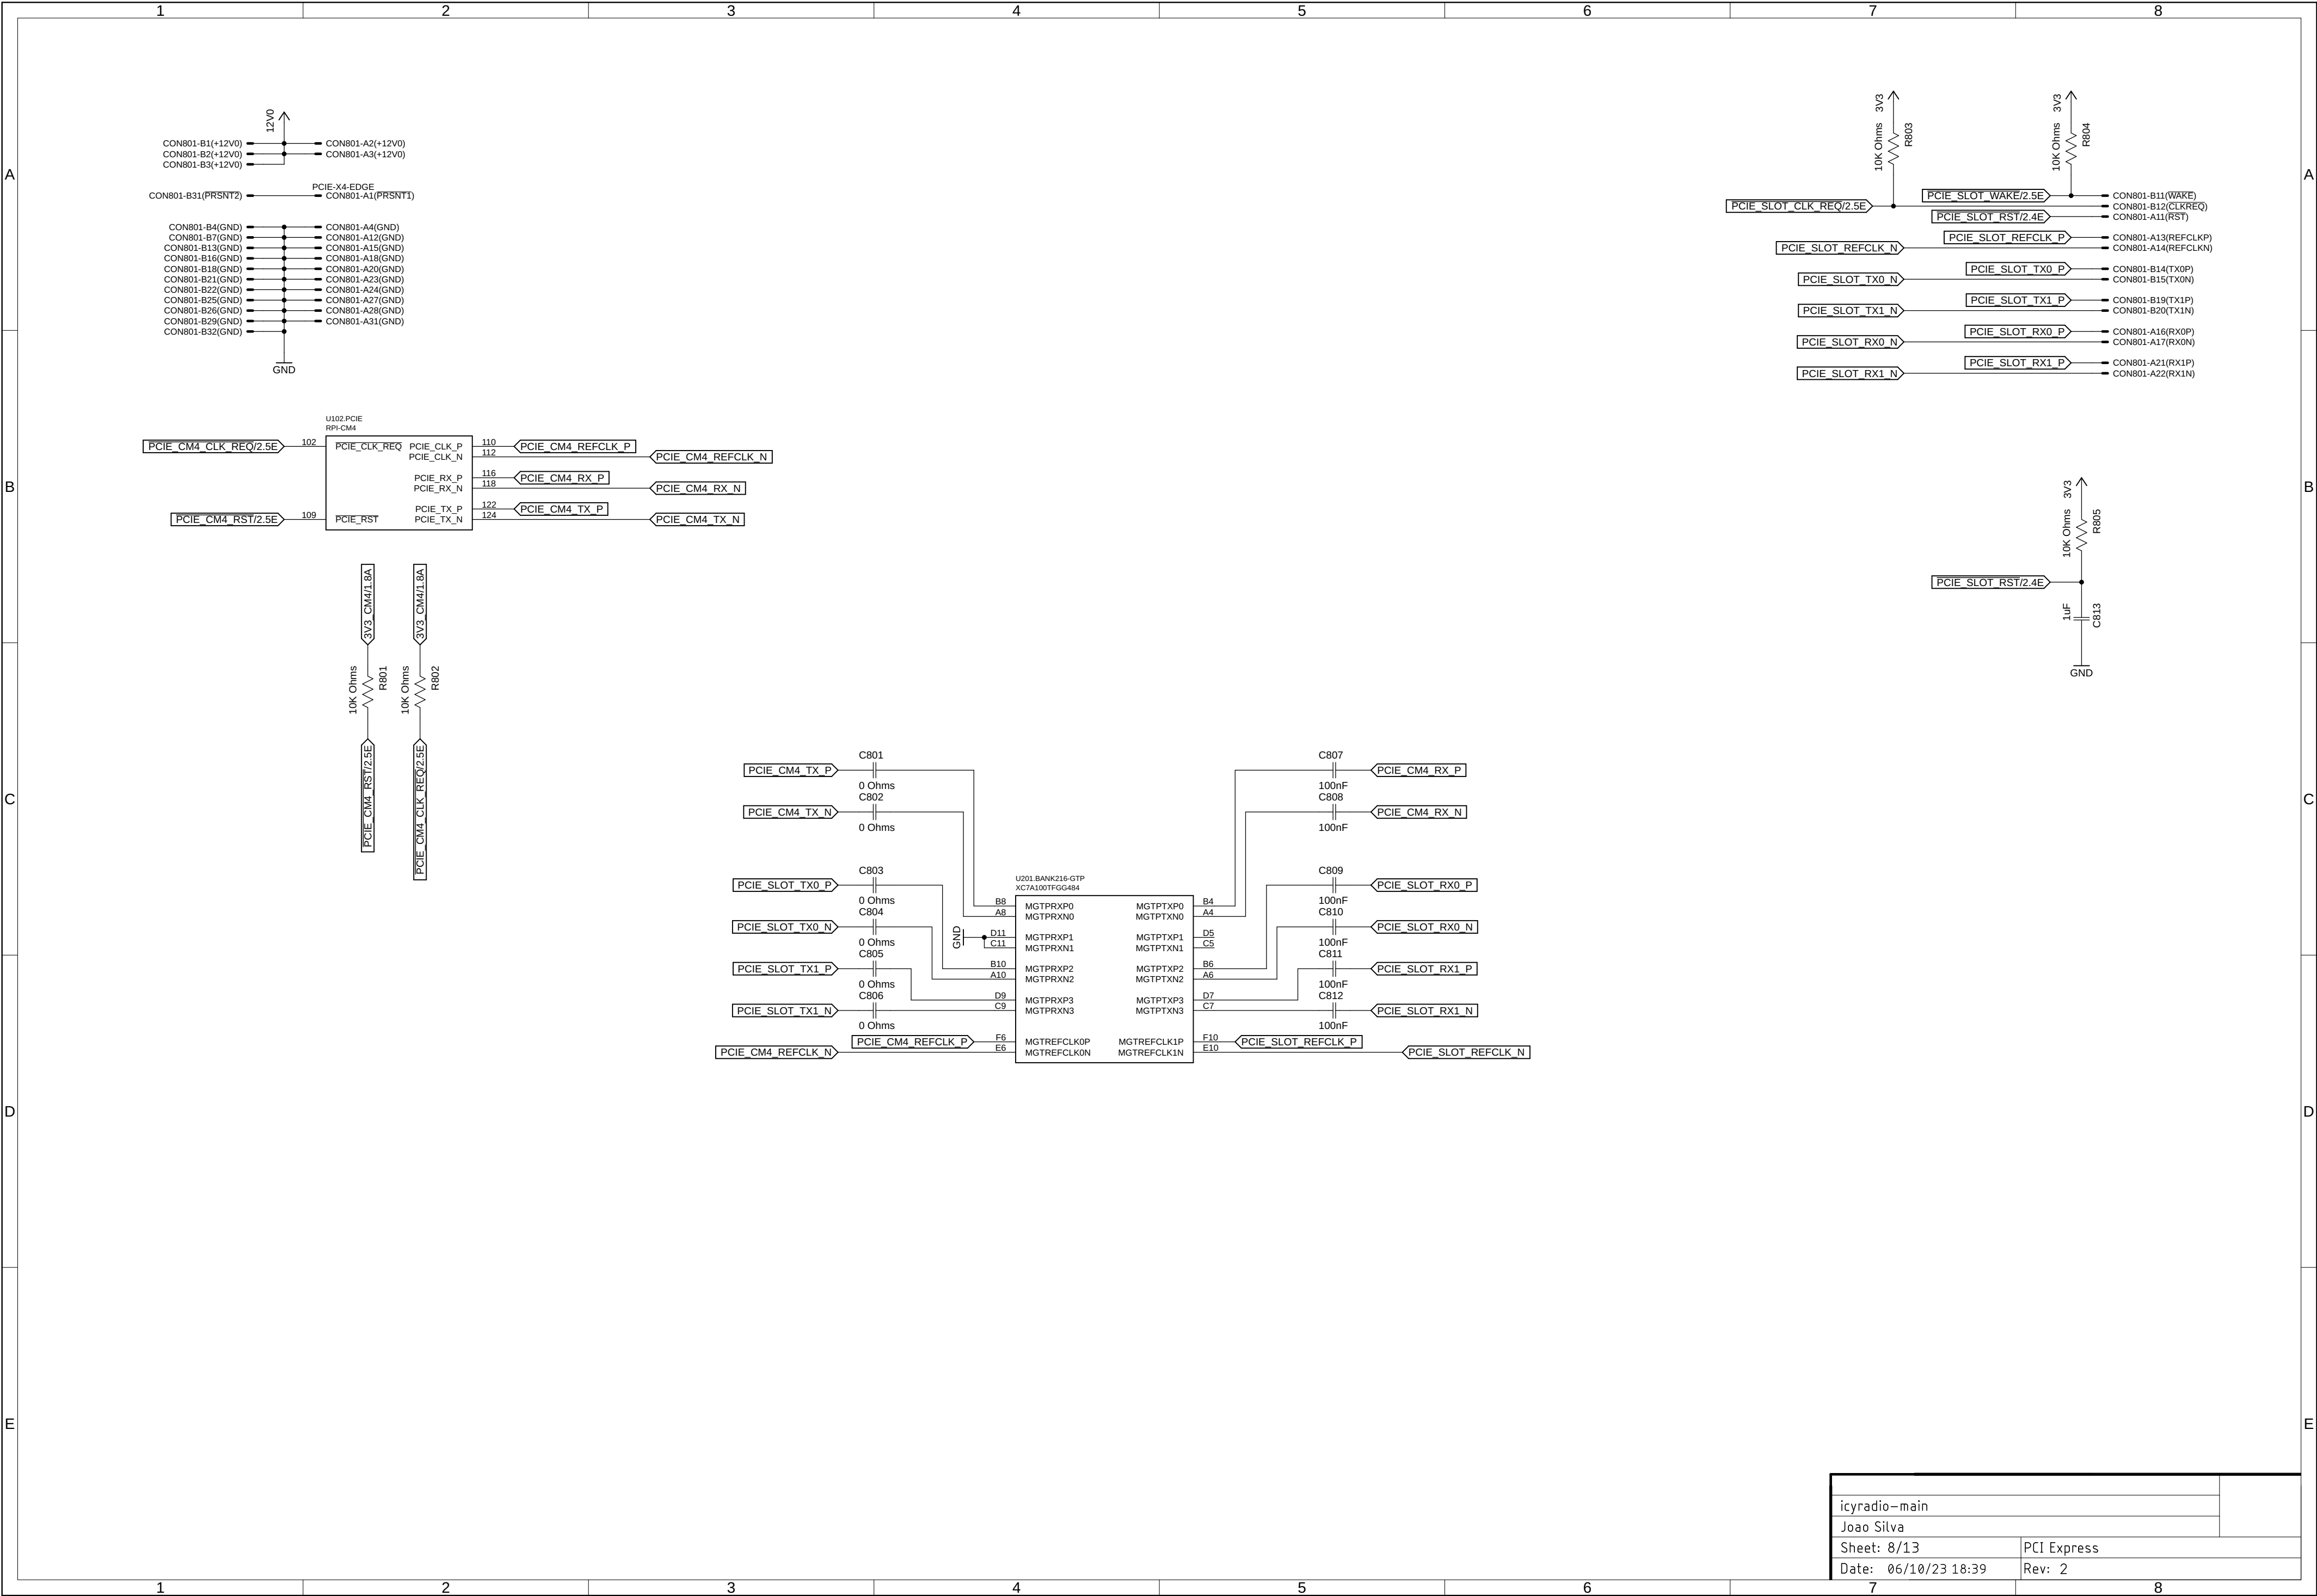 1 2 3 4 5 6 7 8
A
B
C
D
E
A
B
C
D
E
12V0
CON801-B1(+12V0) CON801-A2(+12V0)
CON801-B2(+12V0) CON801-A3(+12V0)
CON801-B3(+12V0)
PCIE-X4-EDGE
CON801-B31(PRSNT2) CON801-A1(PRSNT1)
CON801-B4(GND) CON801-A4(GND)
CON801-B7(GND) CON801-A12(GND)
CON801-B13(GND) CON801-A15(GND)
CON801-B16(GND) CON801-A18(GND)
CON801-B18(GND) CON801-A20(GND)
CON801-B21(GND) CON801-A23(GND)
CON801-B22(GND) CON801-A24(GND)
CON801-B25(GND) CON801-A27(GND)
CON801-B26(GND) CON801-A28(GND)
CON801-B29(GND) CON801-A31(GND)
CON801-B32(GND)
GND
3V3 3V3
10K Ohms R803 10K Ohms R804
PCIE_SLOT_WAKE/2.5E CON801-B11(WAKE)
PCIE_SLOT_CLK_REQ/2.5E CON801-B12(CLKREQ)
PCIE_SLOT_RST/2.4E CON801-A11(RST)
PCIE_SLOT_REFCLK_P CON801-A13(REFCLKP)
PCIE_SLOT_REFCLK_N CON801-A14(REFCLKN)
PCIE_SLOT_TX0_P CON801-B14(TX0P)
PCIE_SLOT_TX0_N CON801-B15(TX0N)
PCIE_SLOT_TX1_P CON801-B19(TX1P)
PCIE_SLOT_TX1_N CON801-B20(TX1N)
PCIE_SLOT_RX0_P CON801-A16(RX0P)
PCIE_SLOT_RX0_N CON801-A17(RX0N)
PCIE_SLOT_RX1_P CON801-A21(RX1P)
PCIE_SLOT_RX1_N CON801-A22(RX1N)
U102.PCIE
RPI-CM4
PCIE_CM4_CLK_REQ/2.5E 102 PCIE_CLK_REQ PCIE_CLK_P 110 PCIE_CM4_REFCLK_P
PCIE_CLK_N 112 PCIE_CM4_REFCLK_N
PCIE_RX_P 116 PCIE_CM4_RX_P
PCIE_RX_N 118 PCIE_CM4_RX_N
PCIE_TX_P 122 PCIE_CM4_TX_P
PCIE_CM4_RST/2.5E 109 PCIE_RST PCIE_TX_N 124 PCIE_CM4_TX_N
3V3_CM4/1.8A 3V3_CM4/1.8A
10K Ohms R801 10K Ohms R802
PCIE_CM4_RST/2.5E PCIE_CM4_CLK_REQ/2.5E
3V3
10K Ohms R805
PCIE_SLOT_RST/2.4E
1uF C813
GND
C801 C807
PCIE_CM4_TX_P PCIE_CM4_RX_P
0 Ohms 100nF
C802 C808
PCIE_CM4_TX_N PCIE_CM4_RX_N
0 Ohms 100nF
C803 C809
PCIE_SLOT_TX0_P PCIE_SLOT_RX0_P
0 Ohms 100nF
C804 C810
PCIE_SLOT_TX0_N PCIE_SLOT_RX0_N
0 Ohms 100nF
C805 C811
PCIE_SLOT_TX1_P PCIE_SLOT_RX1_P
0 Ohms 100nF
C806 C812
PCIE_SLOT_TX1_N PCIE_SLOT_RX1_N
0 Ohms 100nF
U201.BANK216-GTP
XC7A100TFGG484
B8 MGTPRXP0 MGTPTXP0 B4
A8 MGTPRXN0 MGTPTXN0 A4
GND
D11 MGTPRXP1 MGTPTXP1 D5
C11 MGTPRXN1 MGTPTXN1 C5
B10 MGTPRXP2 MGTPTXP2 B6
A10 MGTPRXN2 MGTPTXN2 A6
D9 MGTPRXP3 MGTPTXP3 D7
C9 MGTPRXN3 MGTPTXN3 C7
PCIE_CM4_REFCLK_P F6 MGTREFCLK0P MGTREFCLK1P F10 PCIE_SLOT_REFCLK_P
PCIE_CM4_REFCLK_N E6 MGTREFCLK0N MGTREFCLK1N E10 PCIE_SLOT_REFCLK_N
icyradio-main
Joao Silva
Sheet: 8/13 PCI Express
Date: 06/10/23 18:39 Rev: 2
1 2 3 4 5 6 7 8